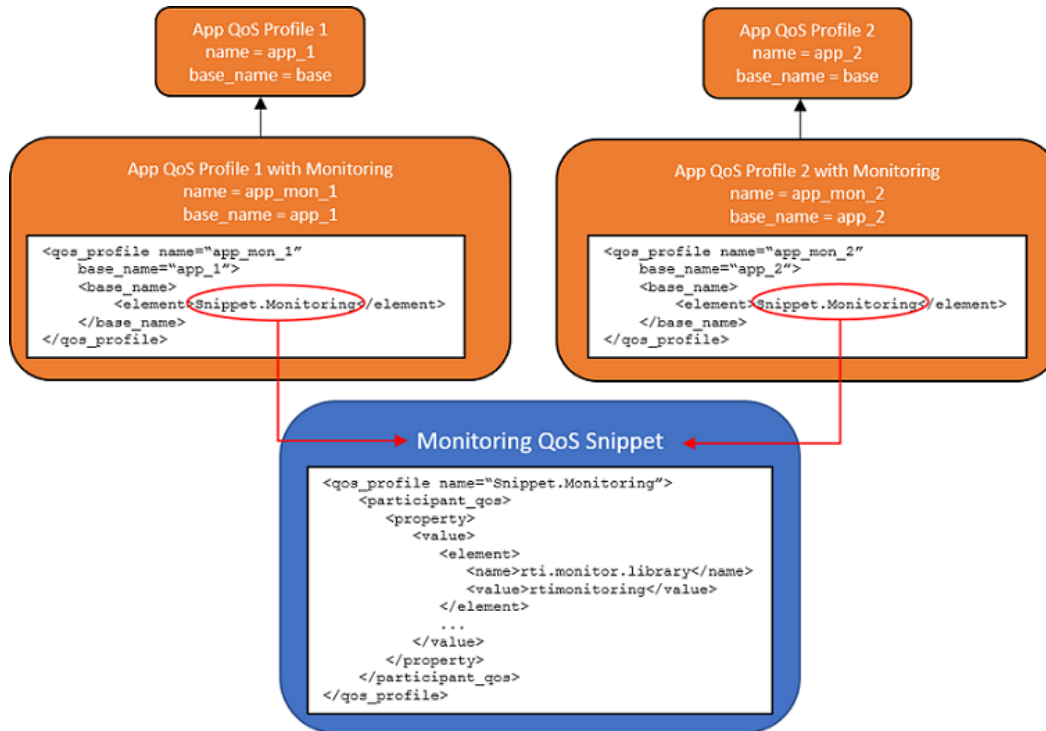 App QoS Profile 1
name = app_1
base_name = base
App QoS Profile 2
name = app_2
base_name = base
App QoS Profile 1 with Monitoring
name = app_mon_1
base_name = app_1
<qos_profile name=“app_mon_1”
base_name=“app_1”>
<base_name>
<element>Snippet.Monitoring</element>
</base_name>
</qos_profile>
App QoS Profile 2 with Monitoring
name = app_mon_2
base_name = app_2
<qos_profile name=“app_mon_2”
base_name=“app_2”>
<base_name>
<element>Snippet.Monitoring</element>
</base_name>
</qos_profile>
Monitoring QoS Snippet
<qos_profile name=“Snippet.Monitoring”>
<participant_qos>
<property>
<value>
<element>
<name>rti.monitor.library</name>
<value>rtimonitoring</value>
</element>
...
</value>
</property>
</participant_qos>
</qos_profile>